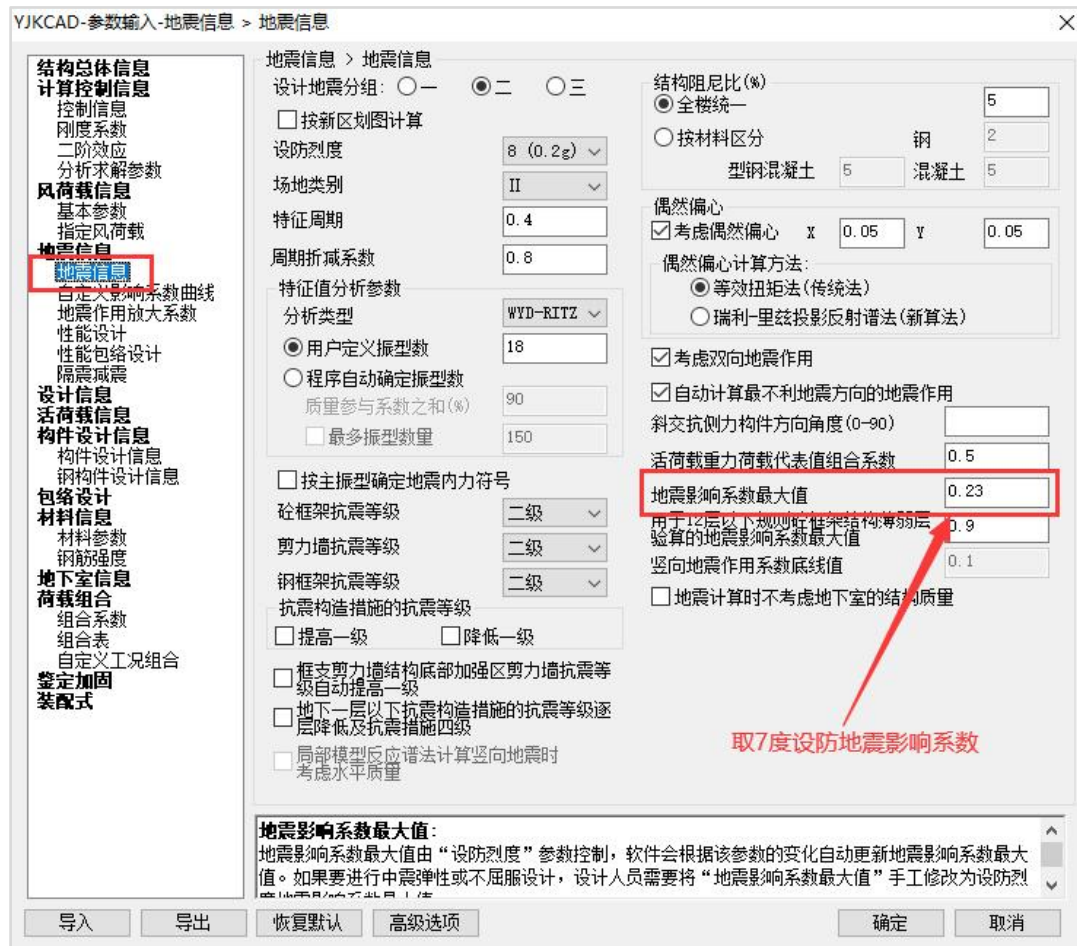 YJKCAD-参数输入-地震信息 > 地震信息
结构总体信息
计算控制信息
控制信息
刚度系数
二阶效应
分析求解参数
风荷载信息
基本参数
指定风荷载
地震信息
地震信息
自定义影响系数曲线
地震作用放大系数
性能设计
性能包络设计
隔震减震
设计信息
活荷载信息
构件设计信息
构件设计信息
钢构件设计信息
包络设计
材料信息
材料参数
钢筋强度
地下室信息
荷载组合
组合系数
组合表
自定义工况组合
鉴定加固
装配式
地震信息 > 地震信息
设计地震分组: 一 二 三
按新区划图计算
设防烈度 8 (0.2g)
场地类别 II
特征周期 0.4
周期折减系数 0.8
特征值分析参数
分析类型 WYD-RITZ
用户定义振型数 18
程序自动确定振型数
质量参与系数之和(%) 90
最多振型数量 150
按主振型确定地震内力符号
砼框架抗震等级 二级
剪力墙抗震等级 二级
钢框架抗震等级 二级
抗震构造措施的抗震等级
提高一级 降低一级
框支剪力墙结构底部加强区剪力墙抗震等
级自动提高一级
地下一层以下抗震构造措施的抗震等级逐
层降低及抗震措施四级
局部模型反应谱法计算竖向地震时
考虑水平质量
结构阻尼比(%)
全楼统一 5
按材料区分 钢 2
型钢混凝土 5 混凝土 5
偶然偏心
考虑偶然偏心 X 0.05 Y 0.05
偶然偏心计算方法:
等效扭矩法(传统法)
瑞利-里兹投影反射谱法(新算法)
考虑双向地震作用
自动计算最不利地震方向的地震作用
斜交抗侧力构件方向角度(0-90)
活荷载重力荷载代表值组合系数 0.5
地震影响系数最大值 0.23
用于12层以下规则砼框架结构薄弱层
验算的地震影响系数最大值 0.9
竖向地震作用系数底线值 0.1
地震计算时不考虑地下室的结构质量
取7度设防地震影响系数
地震影响系数最大值:
地震影响系数最大值由“设防烈度”参数控制，软件会根据该参数的变化自动更新地震影响系数最大
值。如果要进行中震弹性或不屈服设计，设计人员需要将“地震影响系数最大值”手工修改为设防烈
度地震影响系数最大值
导入 导出 恢复默认 高级选项 确定 取消